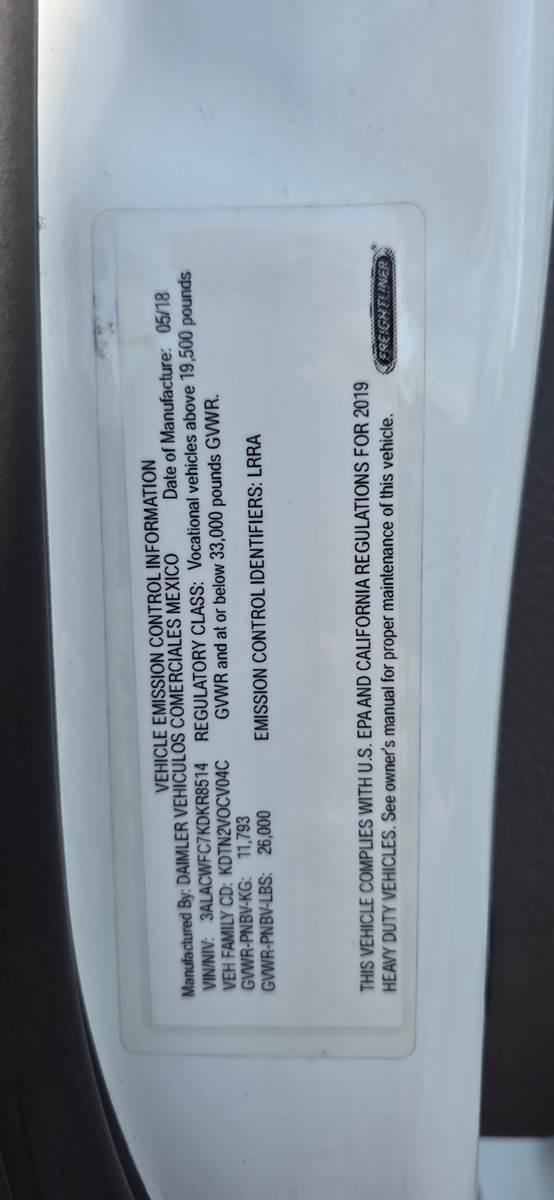 VEHICLE EMISSION CONTROL INFORMATION
Manufactured By: DAIMLER VEHICULOS COMERCIALES MEXICO Date of Manufacture: 05/18
VIN/NIV: 3ALACWFC7KDKR8514 REGULATORY CLASS: Vocational vehicles above 19,500 pounds
VEH FAMILY CD: KDTN2VOCV04C GVWR and at or below 33,000 pounds GVWR.
GVWR-PNBV-KG: 11,793
GVWR-PNBV-LBS: 26,000 EMISSION CONTROL IDENTIFIERS: LRRA
THIS VEHICLE COMPLIES WITH U.S. EPA AND CALIFORNIA REGULATIONS FOR 2019
HEAVY DUTY VEHICLES. See owner's manual for proper maintenance of this vehicle.
FREIGHTLINER